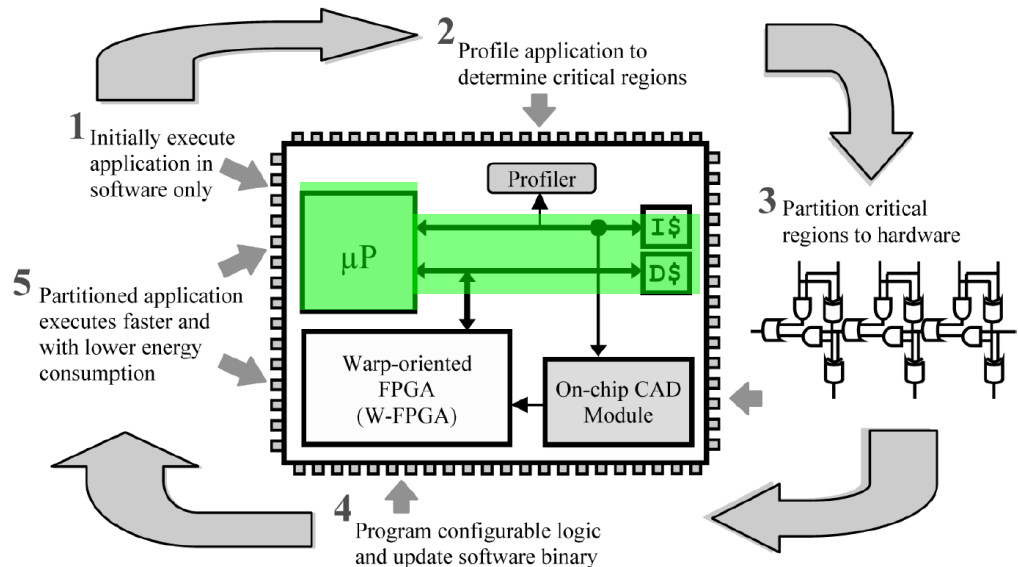 1 Initially execute
application in
software only
2 Profile application to
determine critical regions
3 Partition critical
regions to hardware
4 Program configurable logic
and update software binary
5 Partitioned application
executes faster and
with lower energy
consumption
Profiler
µP
I$
D$
Warp-oriented
FPGA
(W-FPGA)
On-chip CAD
Module